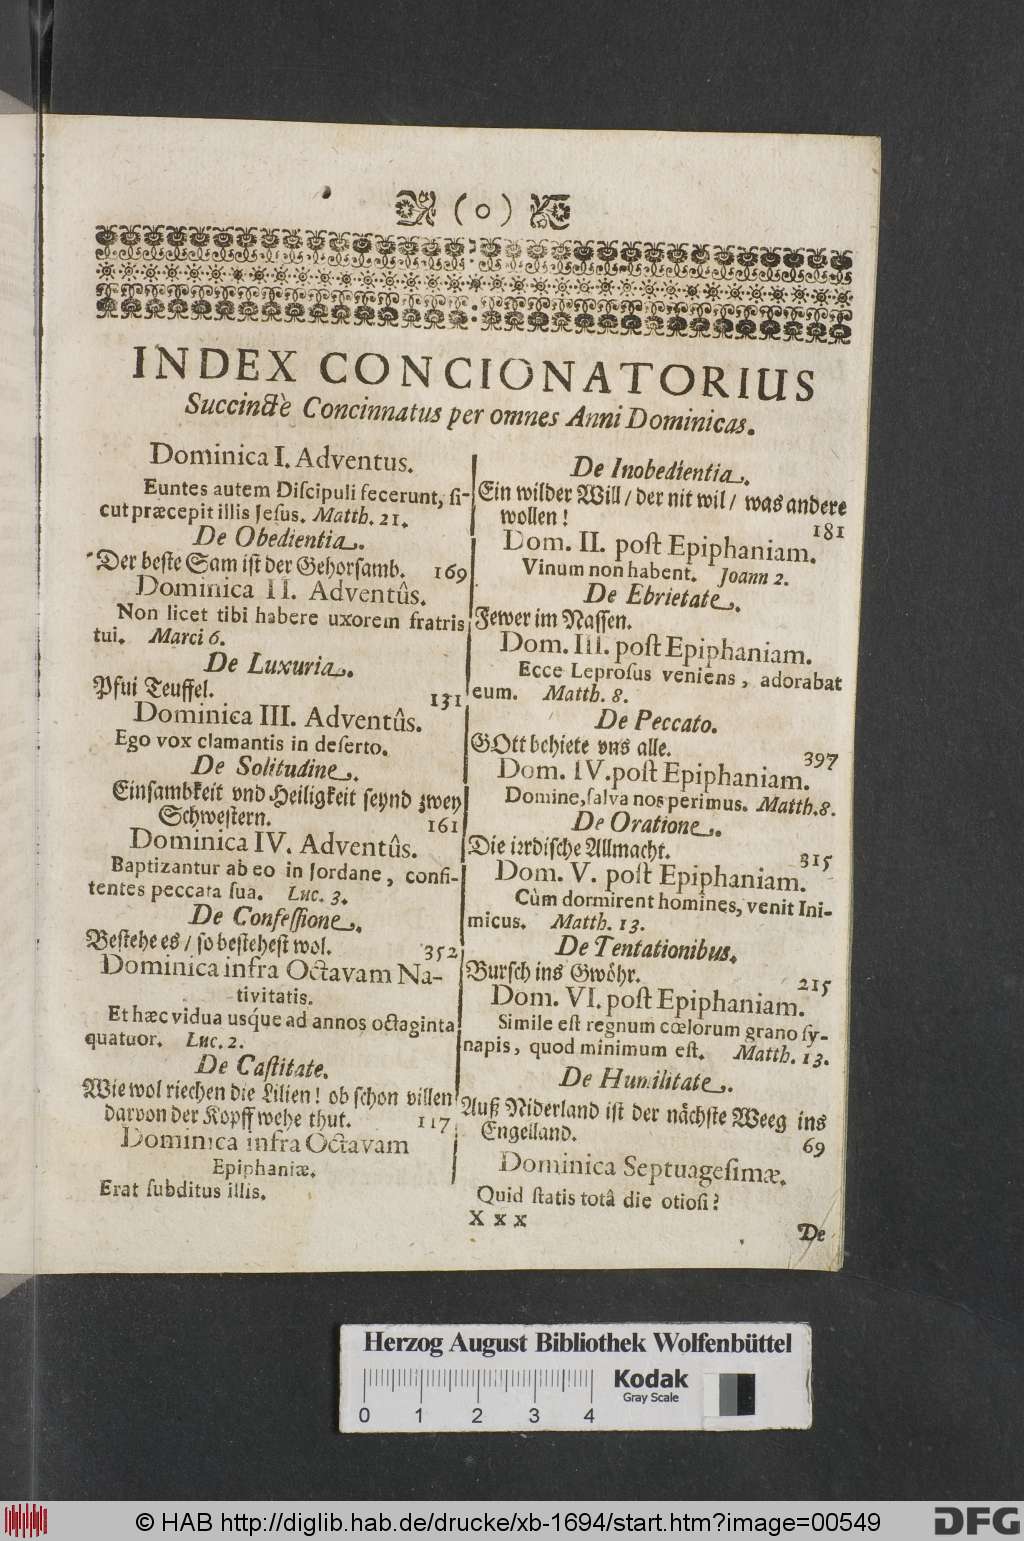 ( o )
INDEX CONCIONATORIUS
Succinctè Concinnatus per omnes Anni Dominicas.
Dominica I. Adventus.
Euntes autem Discipuli fecerunt, si-
cut præcepit illis Jesus. Matth. 21.
De Obedientia.
Der beste Sam ist der Gehorsamb. 169
Dominica II. Adventûs.
Non licet tibi habere uxorem fratris
tui. Marci 6.
De Luxuria.
Pfui Teuffel. 131
Dominica III. Adventûs.
Ego vox clamantis in deserto.
De Solitudine.
Einsambkeit vnd Heiligkeit seynd zwey
Schwestern. 161
Dominica IV. Adventûs.
Baptizantur ab eo in Jordane, confi-
tentes peccata sua. Luc. 3.
De Confessione.
Bestehe es / so bestehest wol. 352
Dominica infra Octavam Na-
tivitatis.
Et hæc vidua usq́ue ad annos octaginta
quatuor. Luc. 2.
De Castitate.
Wie wol riechen die Lilien! ob schon villen
darvon der Kopff wehe thut. 117
Dominica infra Octavam
Epiphaniæ.
Erat subditus illis.
De Inobedientia.
Ein wilder Will / der nit wil / was andere
wollen! 181
Dom. II. post Epiphaniam.
Vinum non habent. Joann 2.
De Ebrietate.
Fewer im Nassen.
Dom. III. post Epiphaniam.
Ecce Leprosus veniens, adorabat
eum. Matth. 8.
De Peccato.
GOtt behiete vns alle. 397
Dom. IV. post Epiphaniam.
Domine, salva nos perimus. Matth. 8.
De Oratione.
Die irrdische Allmacht. 315
Dom. V. post Epiphaniam.
Cùm dormirent homines, venit Ini-
micus. Matth. 13.
De Tentationibus.
Bursch ins Gwöhr. 215
Dom. VI. post Epiphaniam.
Simile est regnum cœlorum grano sy-
napis, quod minimum est. Matth. 13.
De Humilitate.
Auß Niderland ist der nächste Weeg ins
Engelland. 69
Dominica Septuagesimæ.
Quid statis totâ die otiosi?
X x x
De
Herzog August Bibliothek Wolfenbüttel
Kodak
Gray Scale
0 1 2 3 4
© HAB http://diglib.hab.de/drucke/xb-1694/start.htm?image=00549
DFG